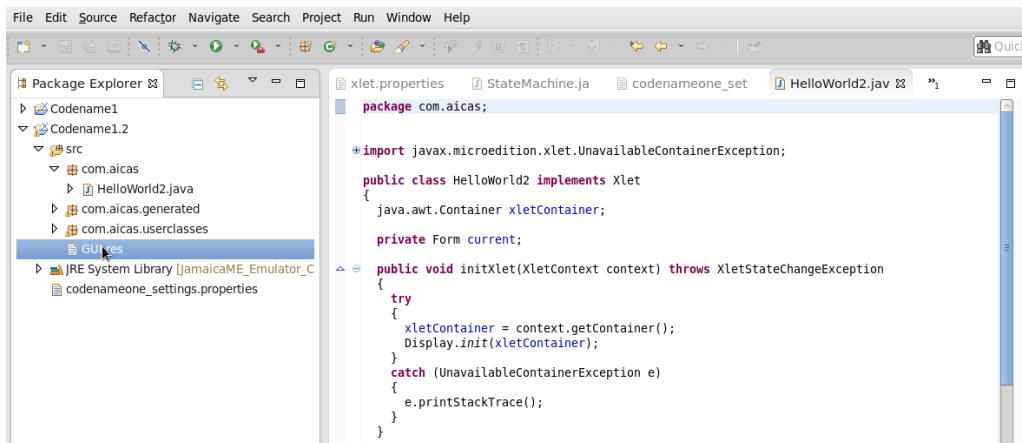 File Edit Source Refactor Navigate Search Project Run Window Help
Quic
Package Explorer
xlet.properties StateMachine.ja codenameone_set HelloWorld2.jav »1
Codename1
Codename1.2
src
com.aicas
HelloWorld2.java
com.aicas.generated
com.aicas.userclasses
GUI.res
JRE System Library [JamaicaME_Emulator_C
codenameone_settings.properties
package com.aicas;
import javax.microedition.xlet.UnavailableContainerException;
public class HelloWorld2 implements Xlet
{
java.awt.Container xletContainer;
private Form current;
public void initXlet(XletContext context) throws XletStateChangeException
{
try
{
xletContainer = context.getContainer();
Display.init(xletContainer);
}
catch (UnavailableContainerException e)
{
e.printStackTrace();
}
}